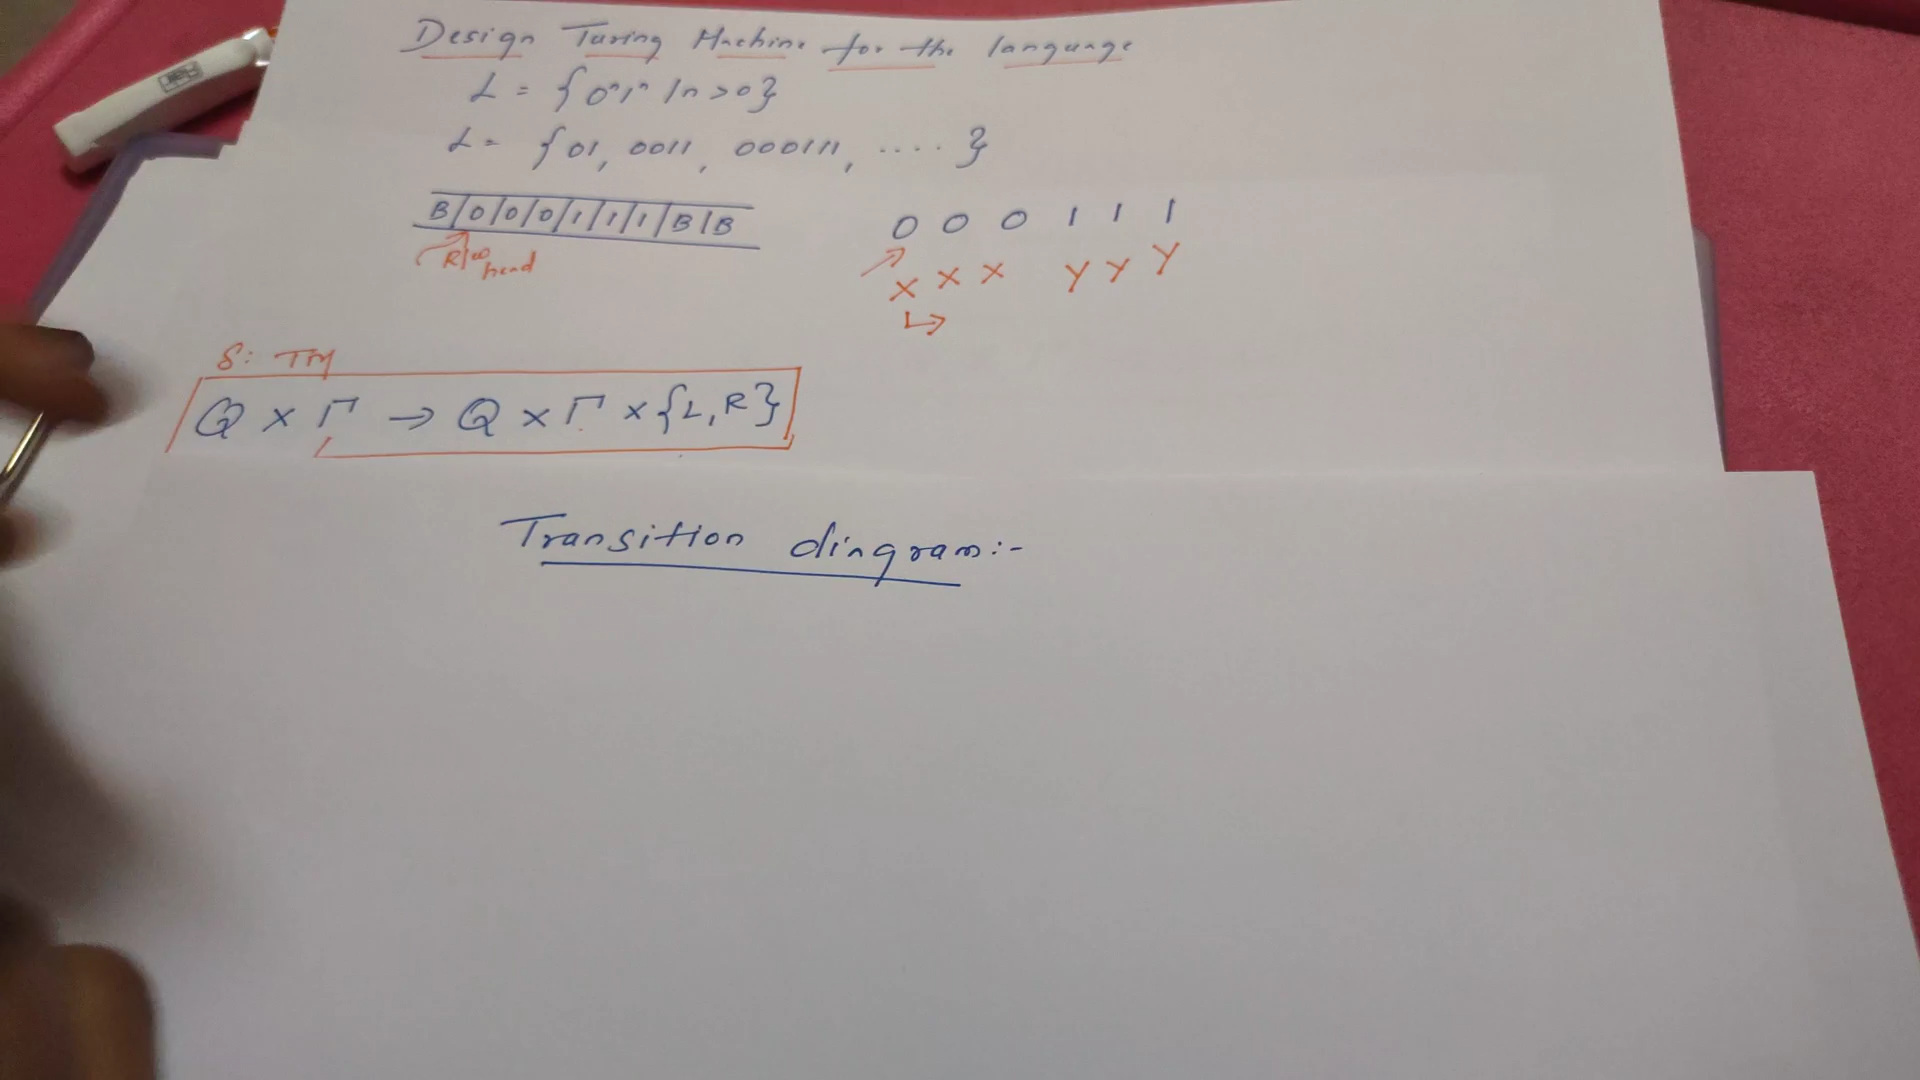 Design Turing Machine for the language
L = {0ⁿ1ⁿ | n>0}
L = {01, 0011, 000111, .... }
B/0/0/0/1/1/1/B/B
R/w head
0 0 0 1 1 1
X X X Y Y Y
δ: TM
Q × Γ → Q × Γ × {L, R}
Transition diagram:-